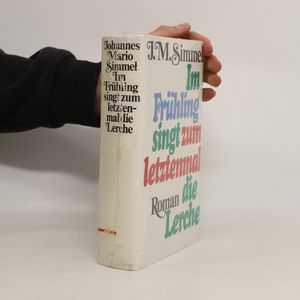 Johannes
Mario
Simmel
Im
Frühling
singt zum
letzten-
mal die
Lerche
J.M. Simmel
Im
Frühling
singt zum
letztenmal
die
Roman
Lerche